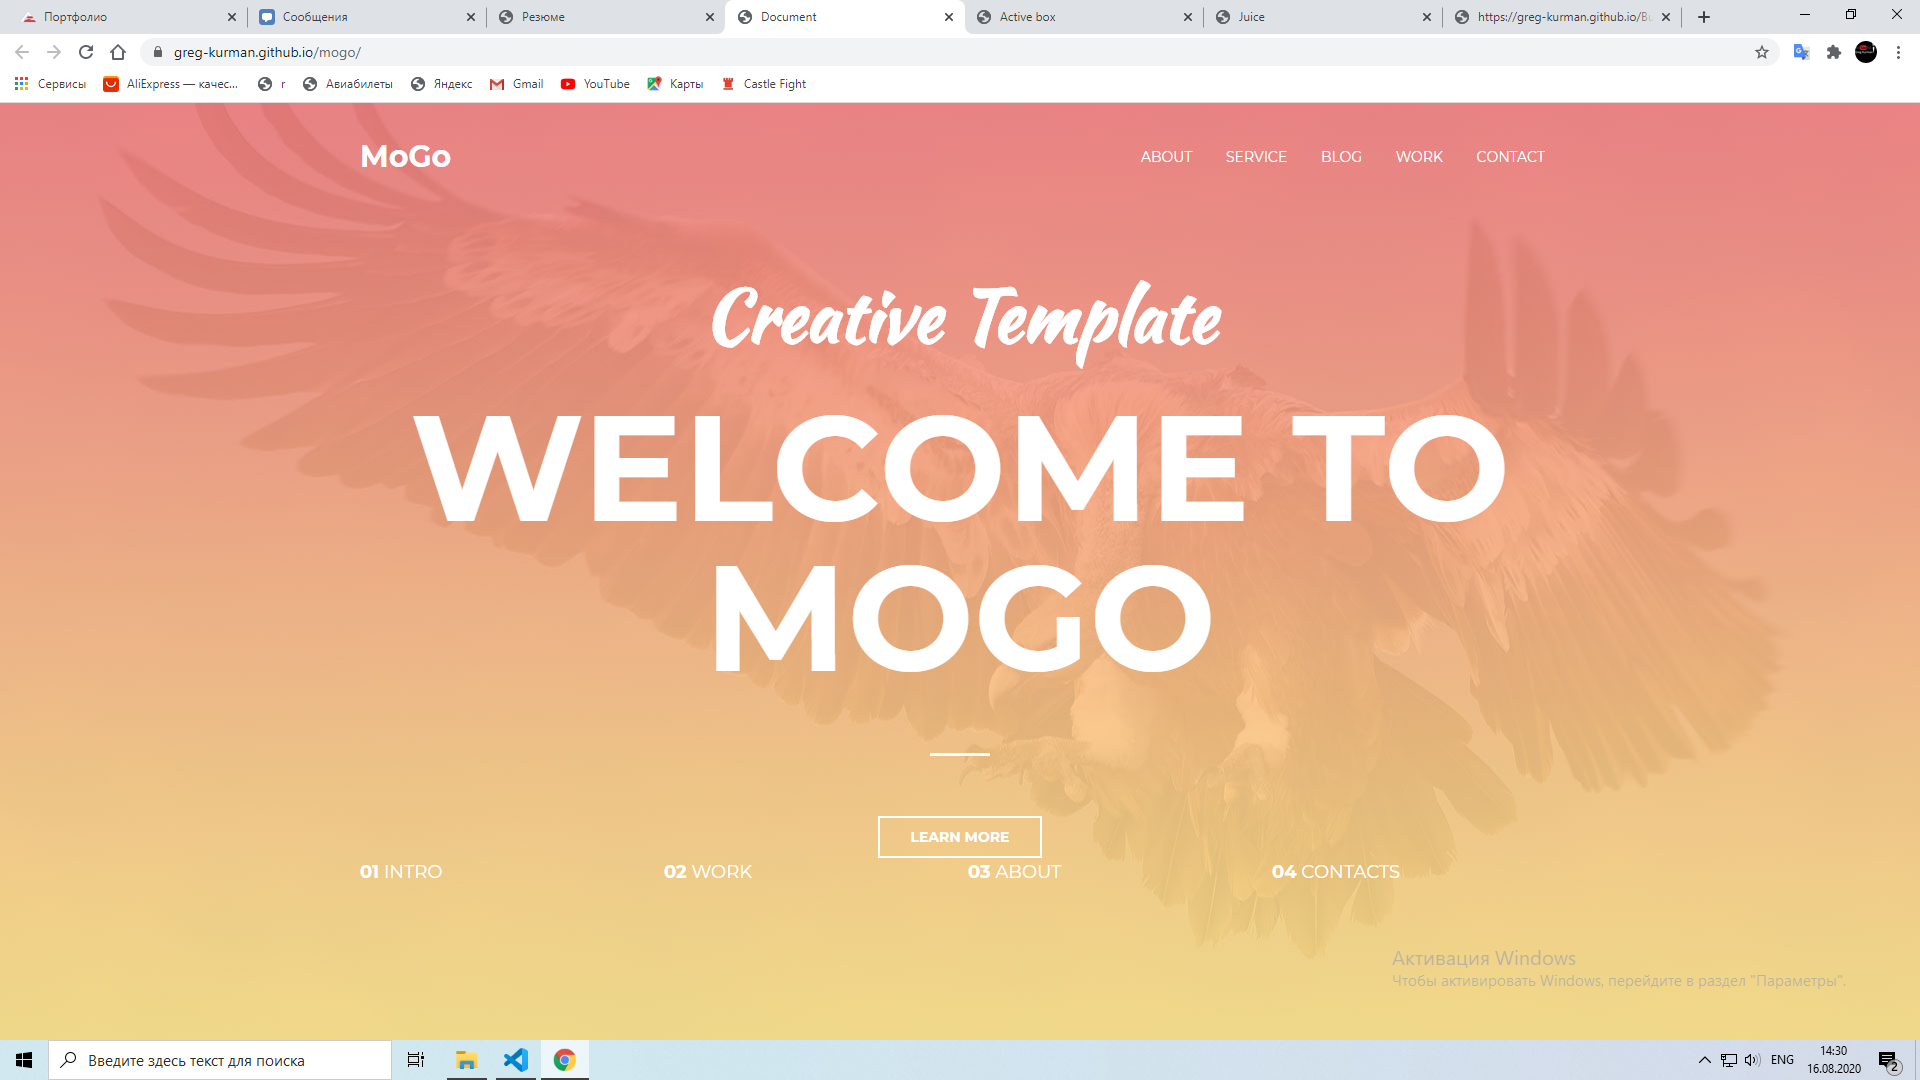 Портфолио
Сообщения
Резюме
Document
Active box
Juice
https://greg-kurman.github.io/Bu
greg-kurman.github.io/mogo/
Сервисы
AliExpress — качес...
r
Авиабилеты
Яндекс
Gmail
YouTube
Карты
Castle Fight
MoGo
ABOUT SERVICE BLOG WORK CONTACT
Creative Template
WELCOME TO
MOGO
LEARN MORE
01 INTRO
02 WORK
03 ABOUT
04 CONTACTS
Активация Windows
Чтобы активировать Windows, перейдите в раздел "Параметры".
Введите здесь текст для поиска
ENG
14:30
16.08.2020
2